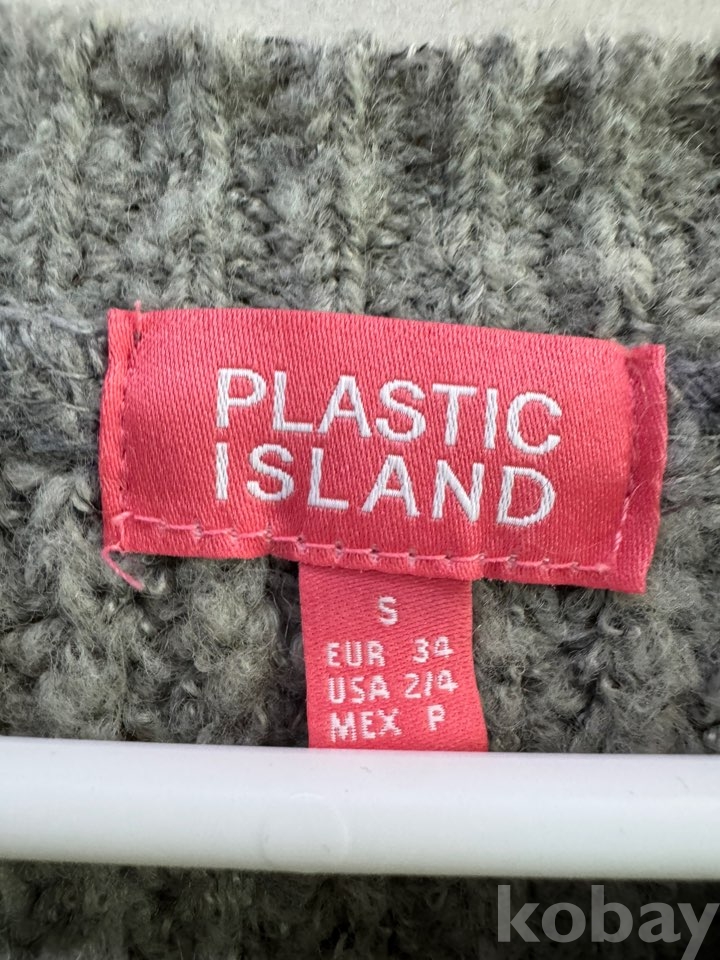 PLASTIC
ISLAND
S
EUR 34
USA 2/4
MEX P
kobay